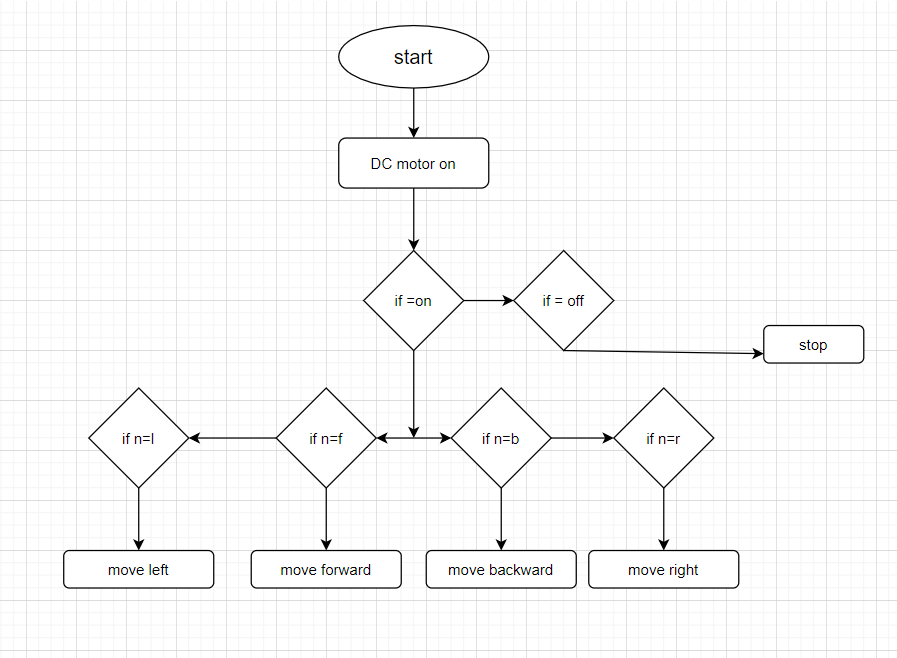 start
DC motor on
if =on
if = off
stop
if n=l
if n=f
if n=b
if n=r
move left
move forward
move backward
move right